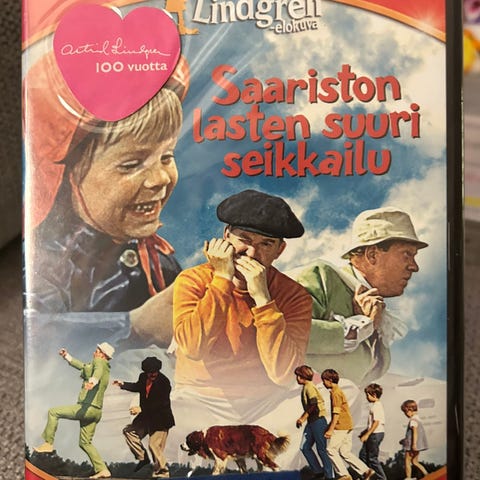 Lindgren
-elokuva
Astrid Lindgren
100 vuotta
Saariston
lasten suuri
seikkailu